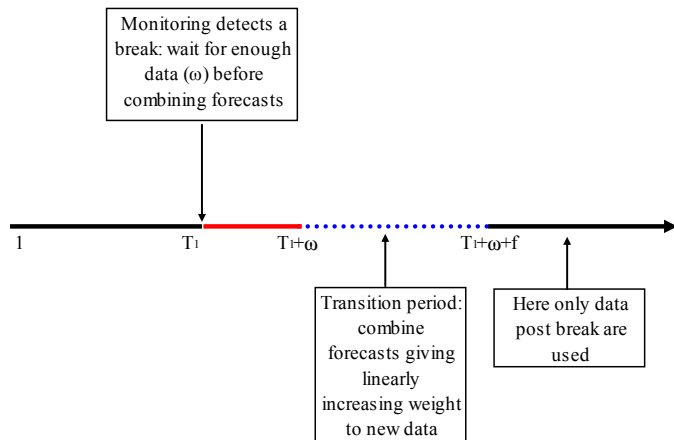 Monitoring detects a
break: wait for enough
data (ω) before
combining forecasts
1
T1
T1+ω
T1+ω+f
Transition period:
combine
forecasts giving
linearly
increasing weight
to new data
Here only data
post break are
used